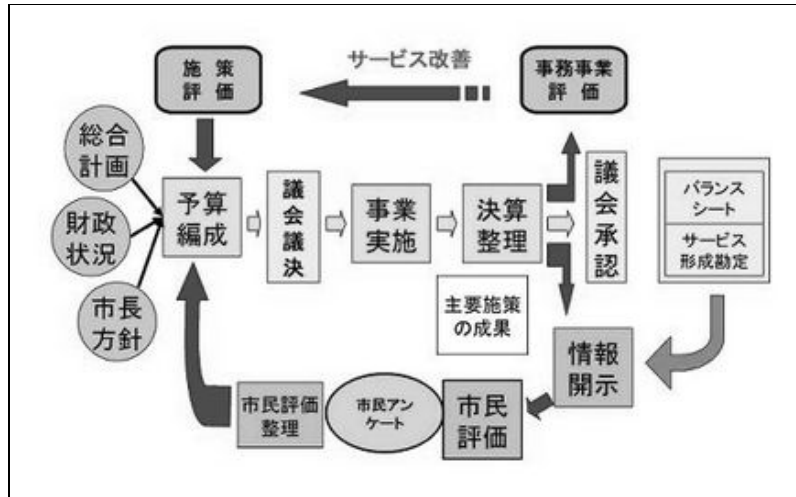 サービス改善
施策
評価
事務事業
評価
総合
計画
財政
状況
市長
方針
予算
編成
議会議決
事業
実施
決算
整理
議会承認
バランス
シート
サービス
形成勘定
主要施策
の成果
情報
開示
市民
評価
市民アン
ケート
市民評価
整理